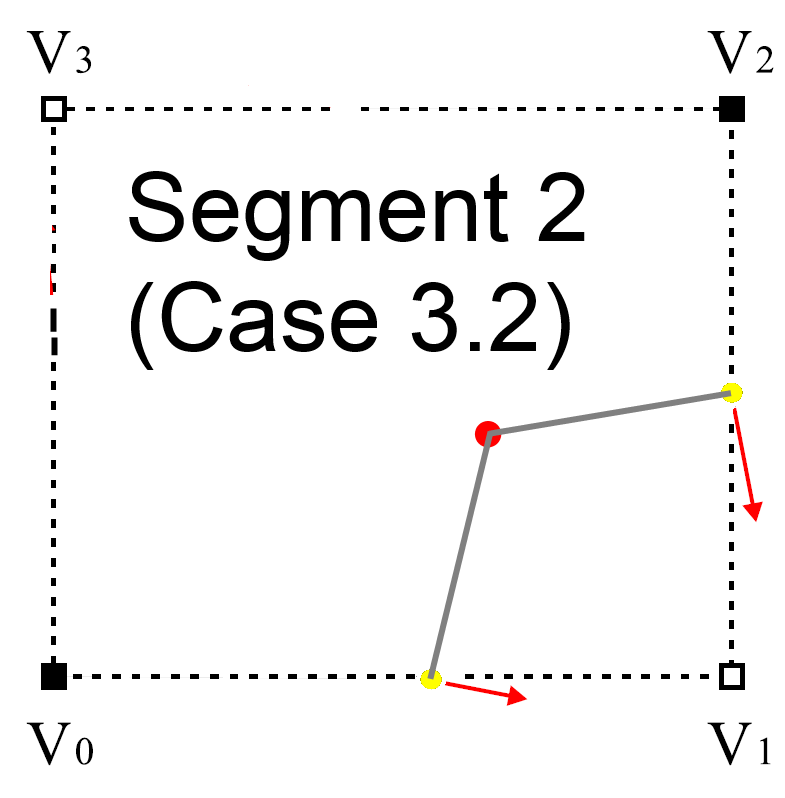 V3 V2
Segment 2
(Case 3.2)
V0 V1